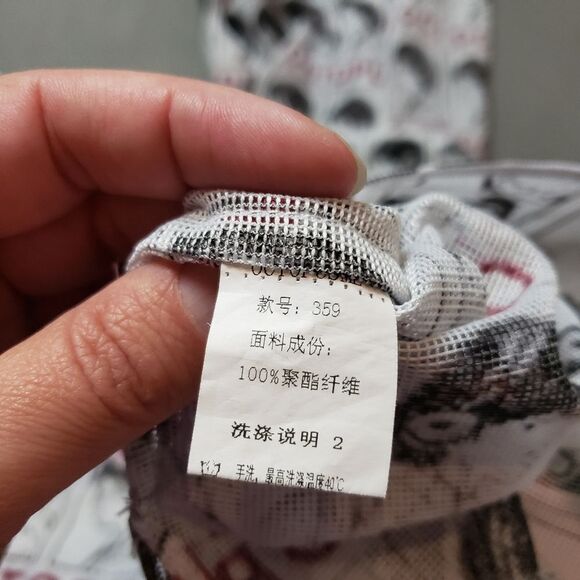 款号: 359
面料成份:
100%聚酯纤维
洗涤说明 2
手洗, 最高洗涤温度40℃